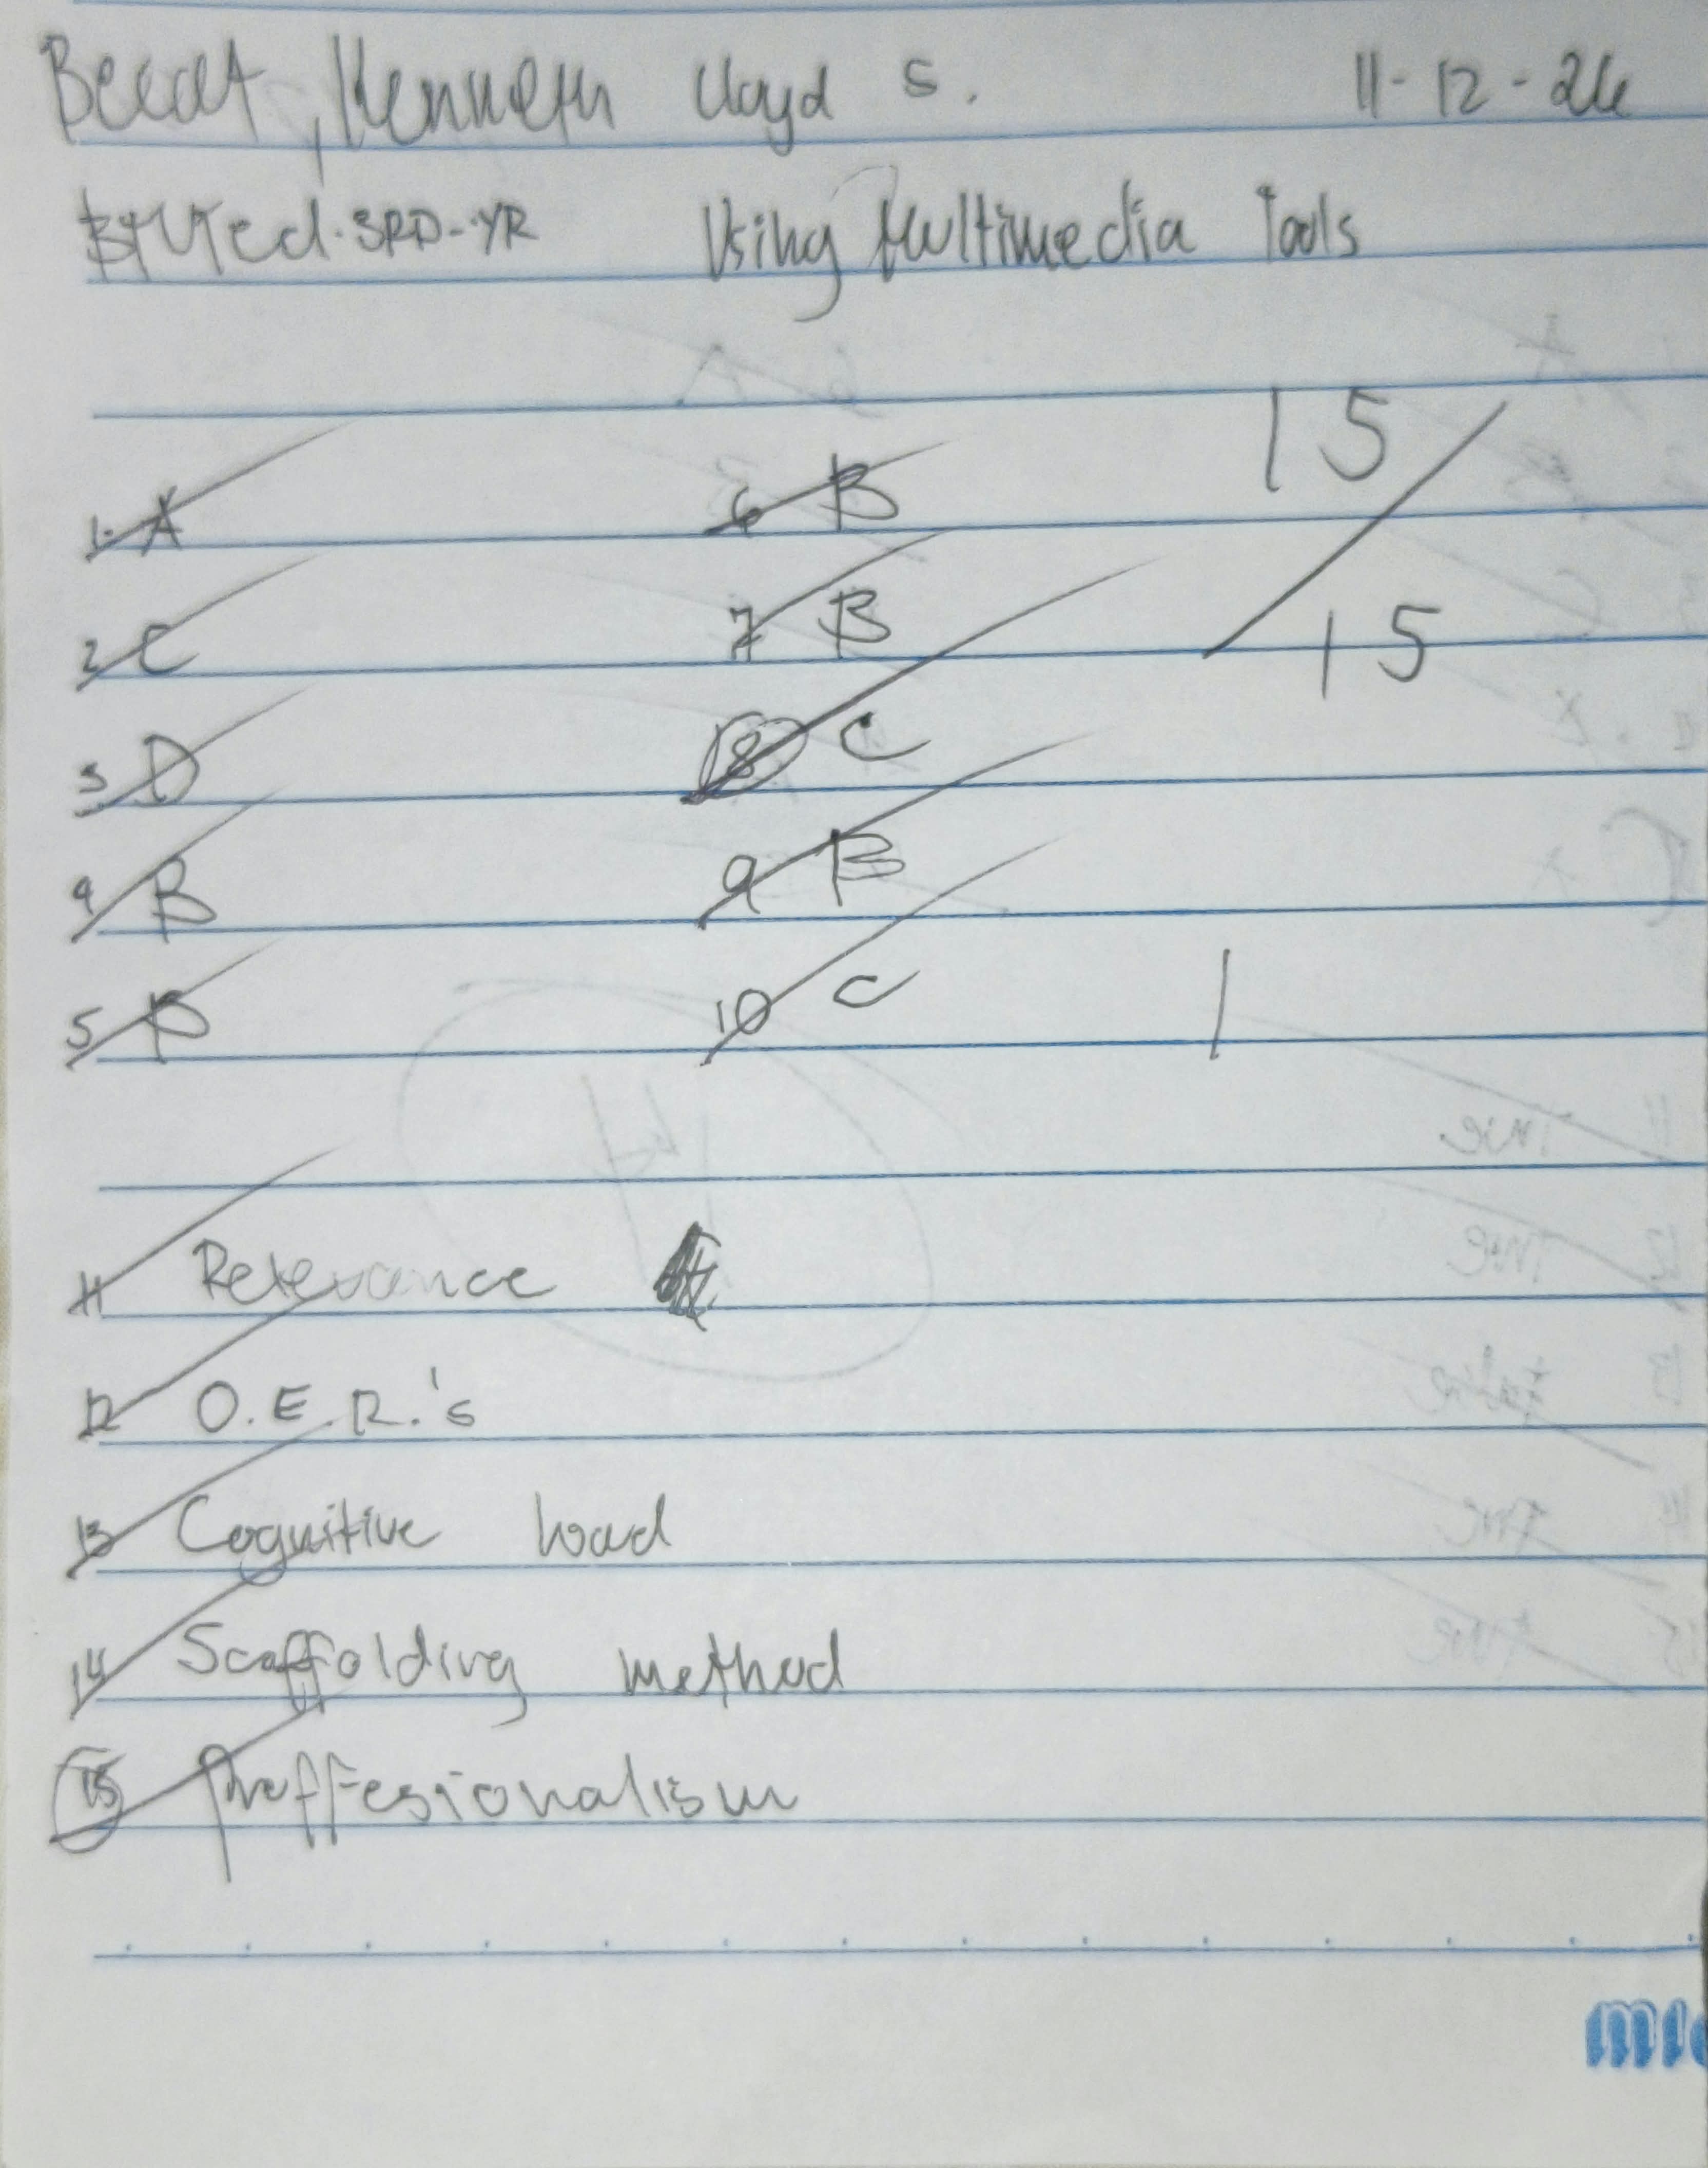 Becat, Kenneth Lloyd S. 11-12-24
BTVTed-3RD-YR Using Multimedia Tools
15
15
1. A 6 B
2 C 7 B
3 D 8 C
4 B 9 B
5 B 10 C 1
11 Relevance
12 O.E.R.'s
13 Cognitive load
14 Scaffolding method
15 Proffesionalism